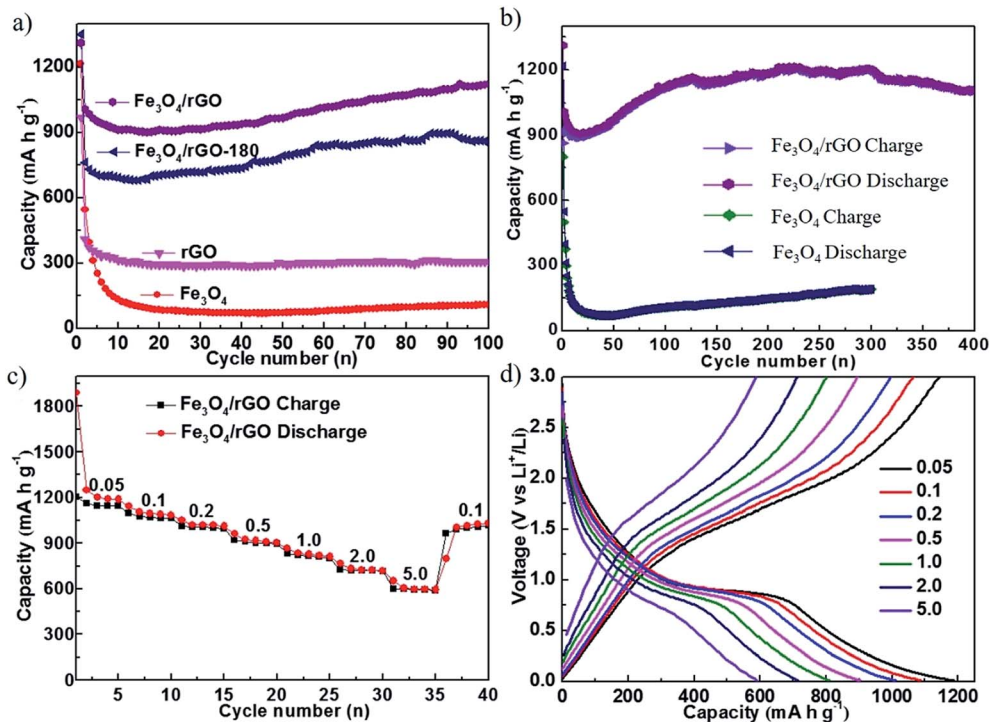 a)
Capacity (mA h g⁻¹)
1200
900
600
300
0
Fe₃O₄/rGO
Fe₃O₄/rGO-180
rGO
Fe₃O₄
0 10 20 30 40 50 60 70 80 90 100
Cycle number (n)
b)
Capacity (mA h g⁻¹)
1200
900
600
300
0
Fe₃O₄/rGO Charge
Fe₃O₄/rGO Discharge
Fe₃O₄ Charge
Fe₃O₄ Discharge
0 50 100 150 200 250 300 350 400
Cycle number (n)
c)
Capacity (mA h g⁻¹)
1800
1500
1200
900
600
300
0
Fe₃O₄/rGO Charge
Fe₃O₄/rGO Discharge
0.05
0.1
0.2
0.5
1.0
2.0
5.0
0.1
5 10 15 20 25 30 35 40
Cycle number (n)
d)
Voltage (V vs Li⁺/Li)
3.0
2.5
2.0
1.5
1.0
0.5
0.0
0.05
0.1
0.2
0.5
1.0
2.0
5.0
0 200 400 600 800 1000 1200
Capacity (mA h g⁻¹)